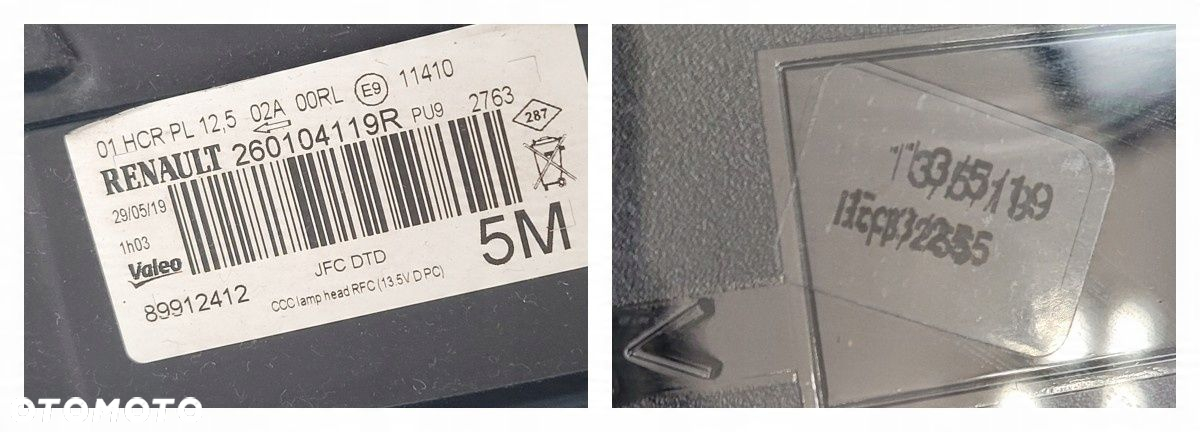 01 HCR PL 12,5 02A 00RL E9 11410
RENAULT 260104119R PU9 2763
287
29/05/19
1h03
Valeo
89912412
JFC DTD
CCC lamp head RFC (13.5V D PC)
5M
OTOMOTO